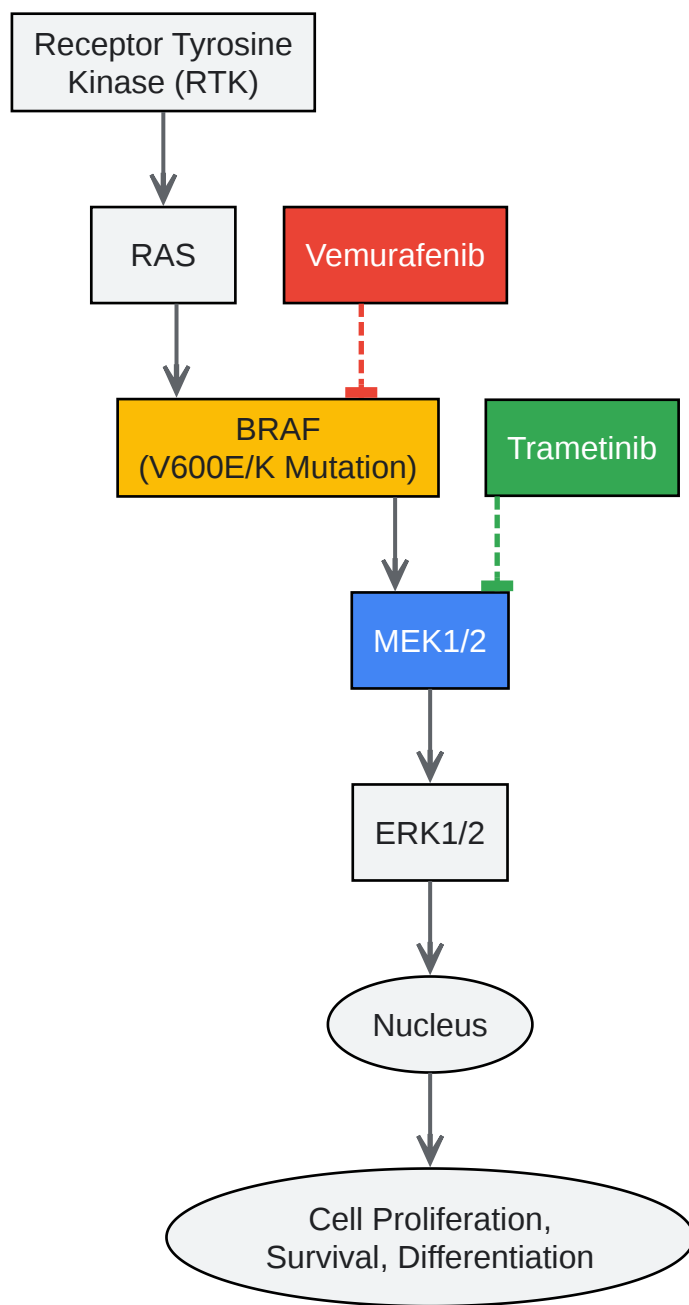 Receptor Tyrosine
Kinase (RTK)
RAS
Vemurafenib
BRAF
(V600E/K Mutation)
Trametinib
MEK1/2
ERK1/2
Nucleus
Cell Proliferation,
Survival, Differentiation